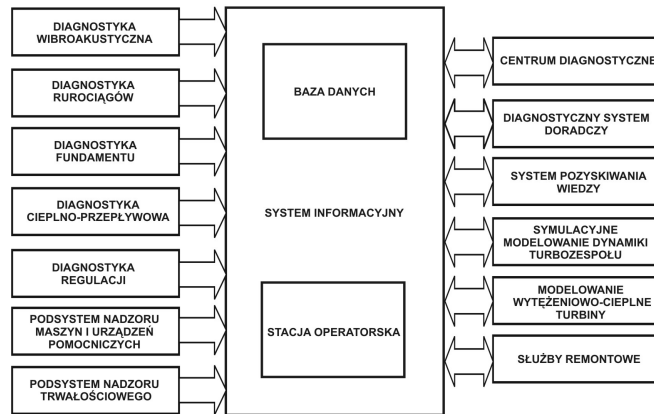 DIAGNOSTYKA
WIBROAKUSTYCZNA
DIAGNOSTYKA
RUROCIĄGÓW
DIAGNOSTYKA
FUNDAMENTU
DIAGNOSTYKA
CIEPLNO-PRZEPŁYWOWA
DIAGNOSTYKA
REGULACJI
PODSYSTEM NADZORU
MASZYN I URZĄDZEŃ
POMOCNICZYCH
PODSYSTEM NADZORU
TRWAŁOŚCIOWEGO
BAZA DANYCH
SYSTEM INFORMACYJNY
STACJA OPERATORSKA
CENTRUM DIAGNOSTYCZNE
DIAGNOSTYCZNY SYSTEM
DORADCZY
SYSTEM POZYSKIWANIA
WIEDZY
SYMULACYJNE
MODELOWANIE DYNAMIKI
TURBOZESPOŁU
MODELOWANIE
WYTĘŻENIOWO-CIEPLNE
TURBINY
SŁUŻBY REMONTOWE